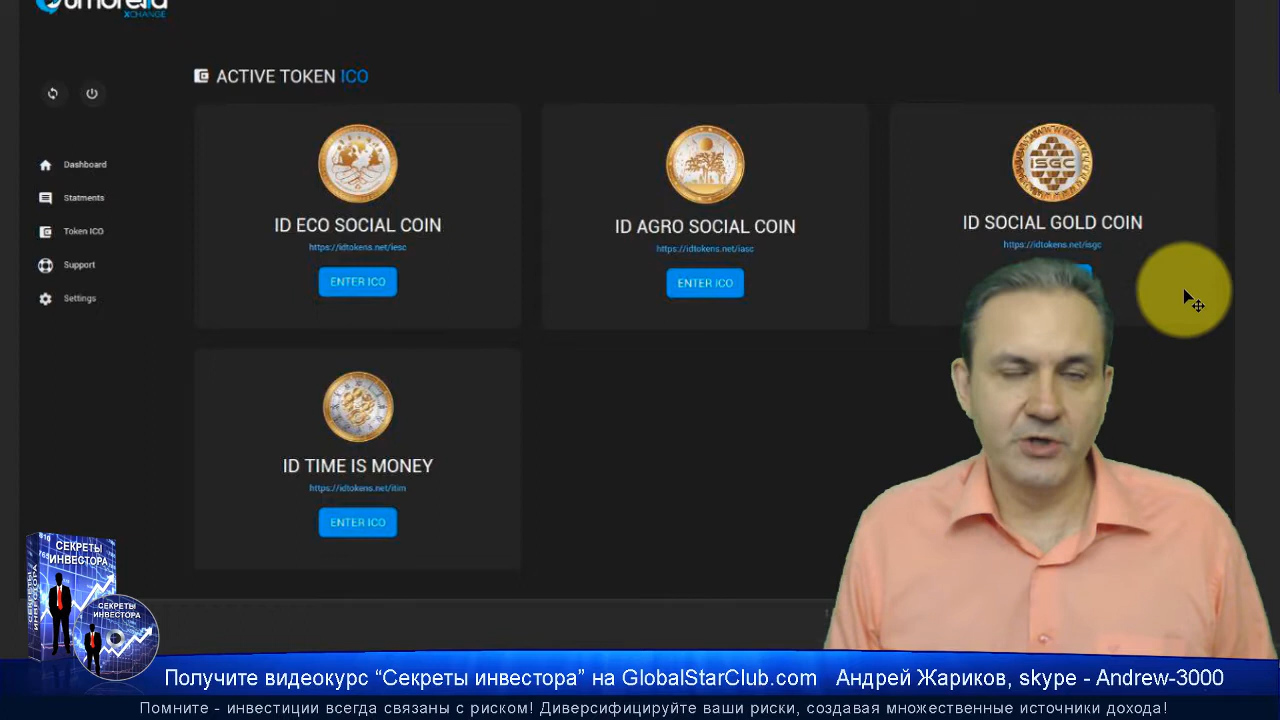 XCHANGE
ACTIVE TOKEN ICO
Dashboard
Statments
Token ICO
Support
Settings
ID ECO SOCIAL COIN
https://idtokens.net/iesc
ENTER ICO
ID AGRO SOCIAL COIN
https://idtokens.net/iasc
ENTER ICO
ISGC
ID SOCIAL GOLD COIN
https://idtokens.net/isgc
ID TIME IS MONEY
https://idtokens.net/itim
ENTER ICO
СЕКРЕТЫ
ИНВЕСТОРА
СЕКРЕТЫ
ИНВЕСТОРА
Получите видеокурс “Секреты инвестора” на GlobalStarClub.com Андрей Жариков, skype - Andrew-3000
Помните - инвестиции всегда связаны с риском! Диверсифицируйте ваши риски, создавая множественные источники дохода!